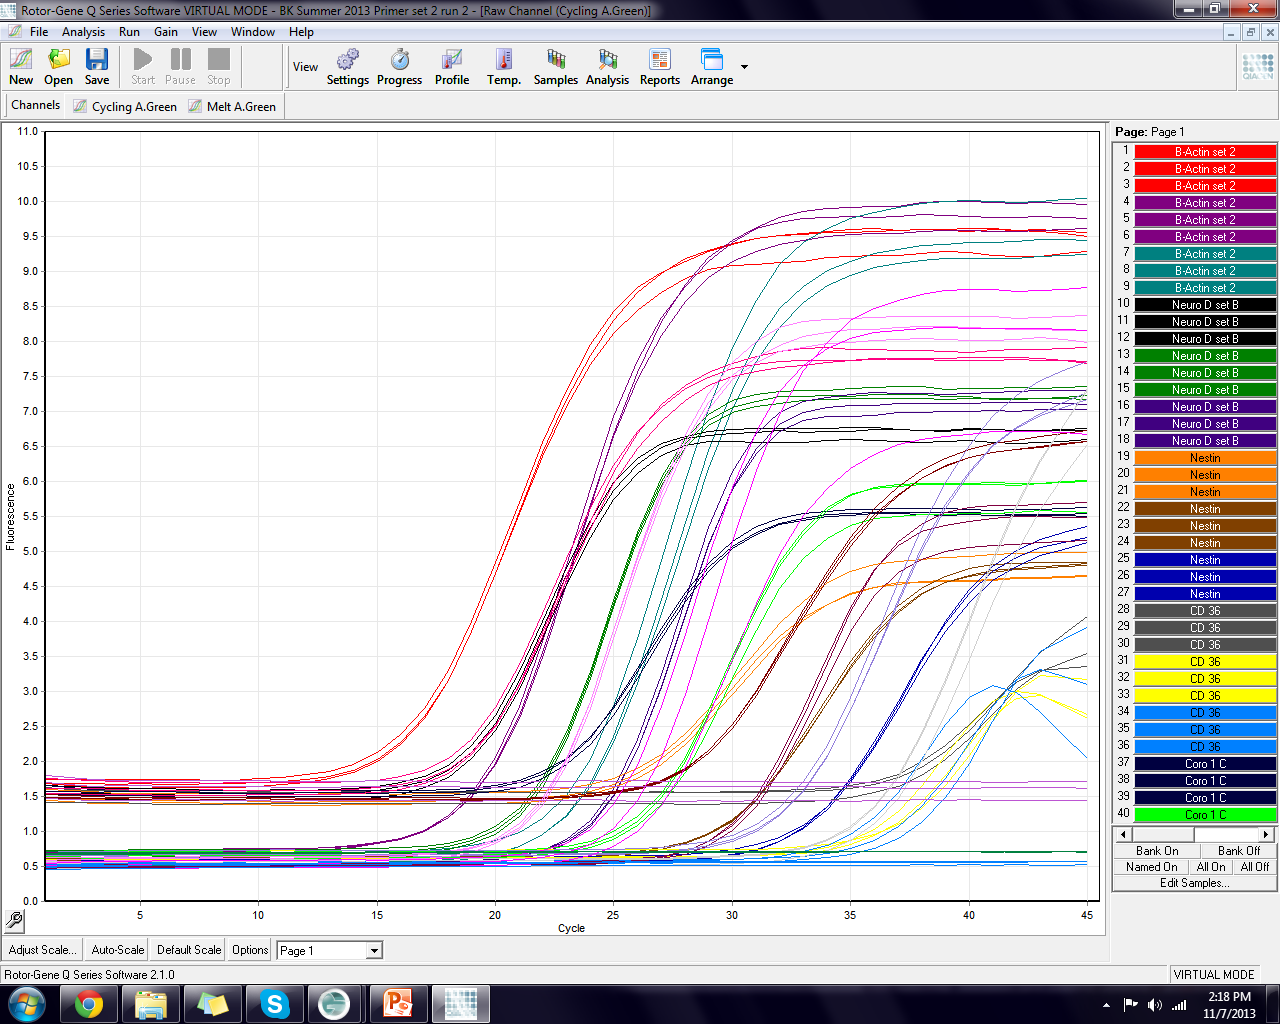 Rotor-Gene Q Series Software VIRTUAL MODE - BK Summer 2013 Primer set 2 run 2 - [Raw Channel (Cycling A.Green)]
File Analysis Run Gain View Window Help
New Open Save Start Pause Stop View Settings Progress Profile Temp. Samples Analysis Reports Arrange
QIAGEN
Channels Cycling A.Green Melt A.Green
Page: Page 1
11.0
10.5
10.0
9.5
9.0
8.5
8.0
7.5
7.0
6.5
6.0
5.5
5.0
4.5
4.0
3.5
3.0
2.5
2.0
1.5
1.0
0.5
0.0
Fluorescence
5 10 15 20 25 30 35 40 45
Cycle
1 B-Actin set 2
2 B-Actin set 2
3 B-Actin set 2
4 B-Actin set 2
5 B-Actin set 2
6 B-Actin set 2
7 B-Actin set 2
8 B-Actin set 2
9 B-Actin set 2
10 Neuro D set B
11 Neuro D set B
12 Neuro D set B
13 Neuro D set B
14 Neuro D set B
15 Neuro D set B
16 Neuro D set B
17 Neuro D set B
18 Neuro D set B
19 Nestin
20 Nestin
21 Nestin
22 Nestin
23 Nestin
24 Nestin
25 Nestin
26 Nestin
27 Nestin
28 CD 36
29 CD 36
30 CD 36
31 CD 36
32 CD 36
33 CD 36
34 CD 36
35 CD 36
36 CD 36
37 Coro 1 C
38 Coro 1 C
39 Coro 1 C
40 Coro 1 C
Bank On Bank Off
Named On All On All Off
Edit Samples...
Adjust Scale... Auto-Scale Default Scale Options Page 1
Rotor-Gene Q Series Software 2.1.0 VIRTUAL MODE
2:18 PM
11/7/2013